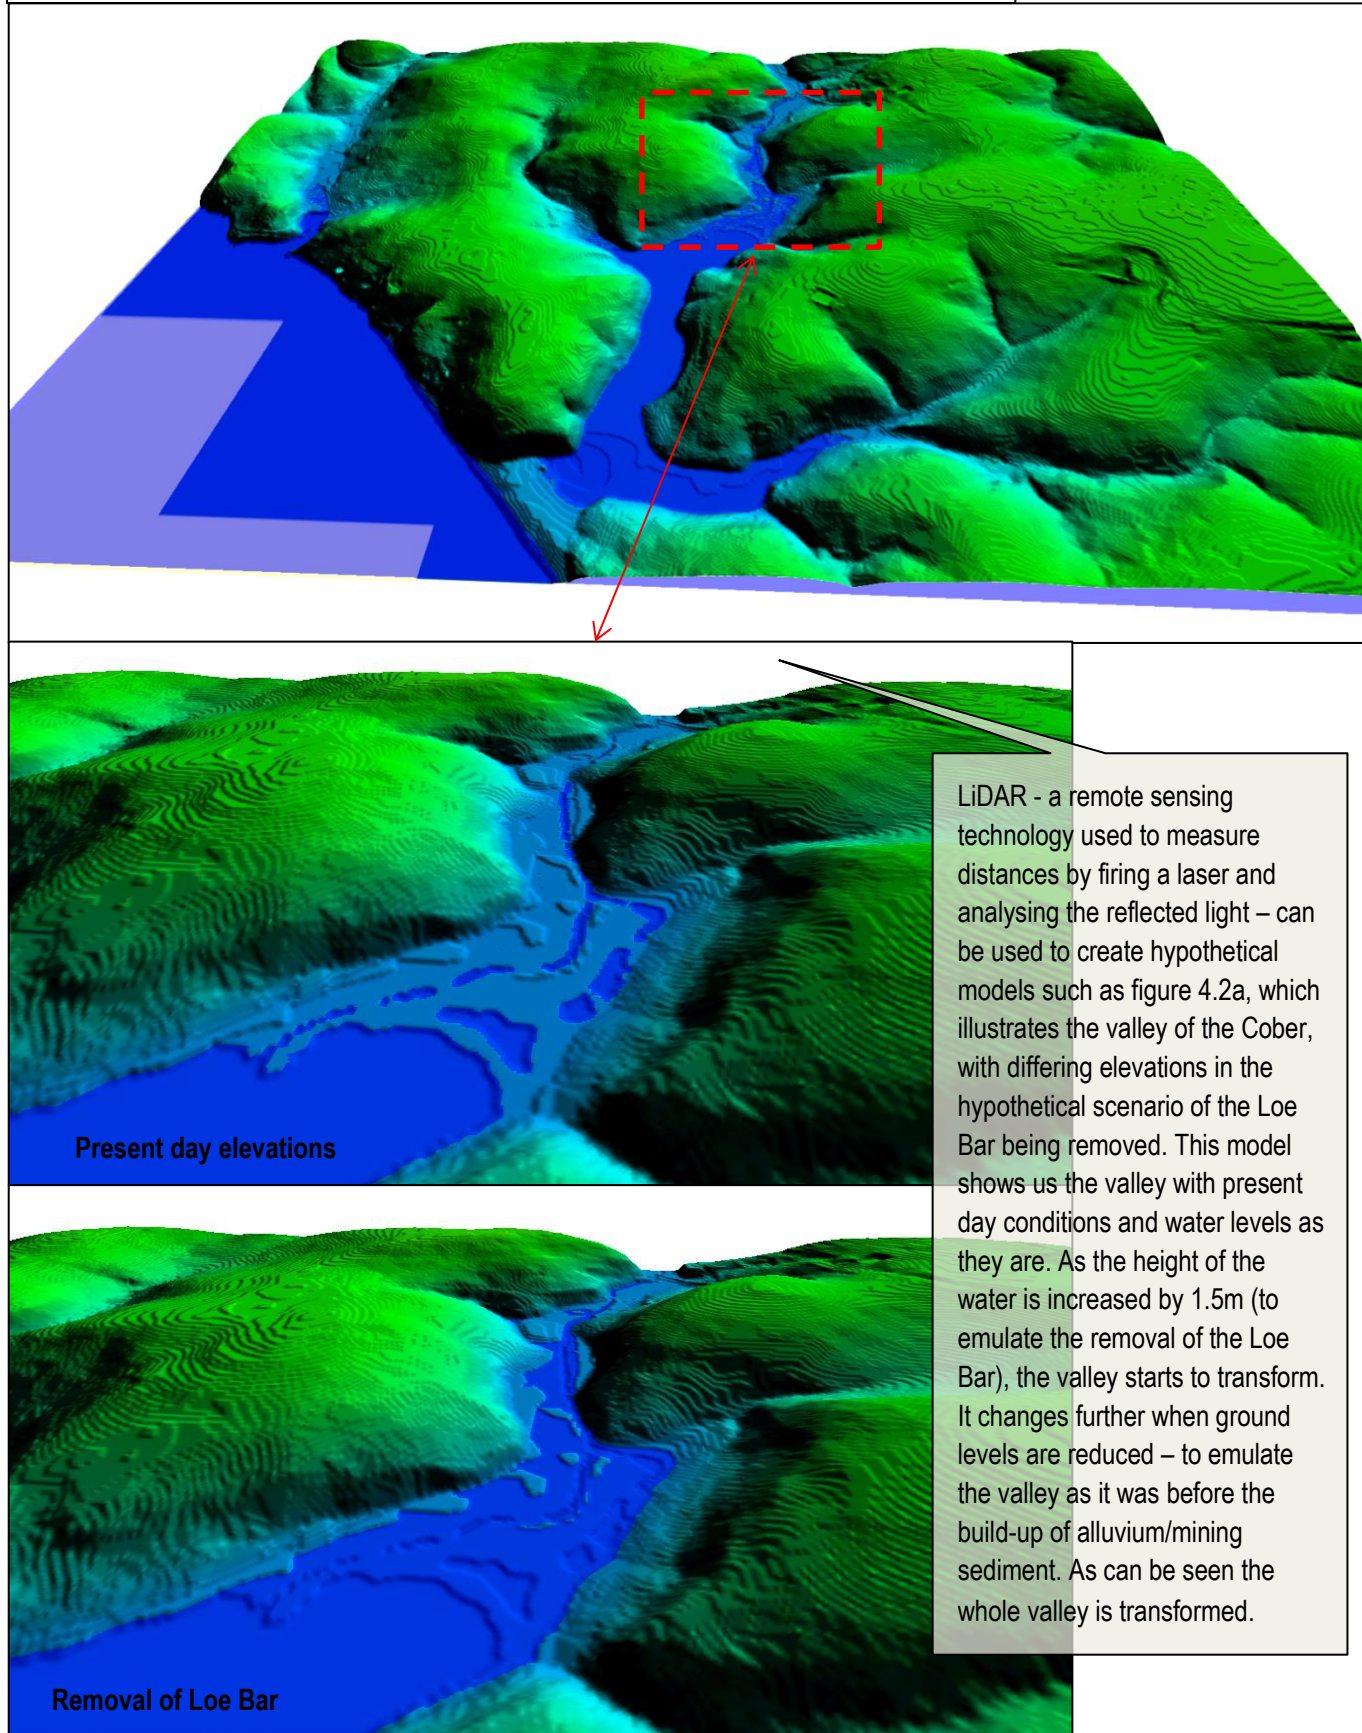 LiDAR - a remote sensing
technology used to measure
distances by firing a laser and
analysing the reflected light – can
be used to create hypothetical
models such as figure 4.2a, which
illustrates the valley of the Cober,
with differing elevations in the
hypothetical scenario of the Loe
Bar being removed. This model
shows us the valley with present
day conditions and water levels as
they are. As the height of the
water is increased by 1.5m (to
emulate the removal of the Loe
Bar), the valley starts to transform.
It changes further when ground
levels are reduced – to emulate
the valley as it was before the
build-up of alluvium/mining
sediment. As can be seen the
whole valley is transformed.
Present day elevations
Removal of Loe Bar